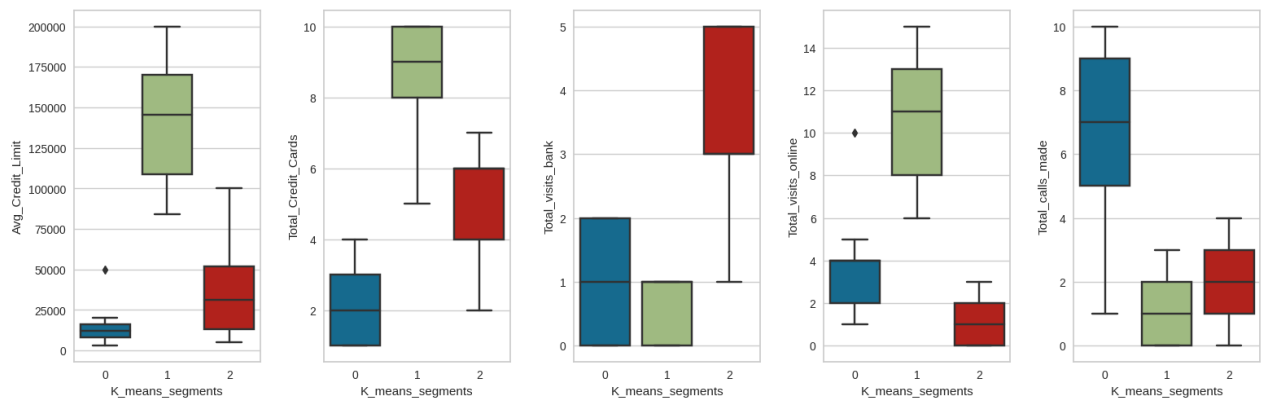 Avg_Credit_Limit
200000
175000
150000
125000
100000
75000
50000
25000
0
0 1 2
K_means_segments
Total_Credit_Cards
10
8
6
4
2
0 1 2
K_means_segments
Total_visits_bank
5
4
3
2
1
0
0 1 2
K_means_segments
Total_visits_online
14
12
10
8
6
4
2
0
0 1 2
K_means_segments
Total_calls_made
10
8
6
4
2
0
0 1 2
K_means_segments